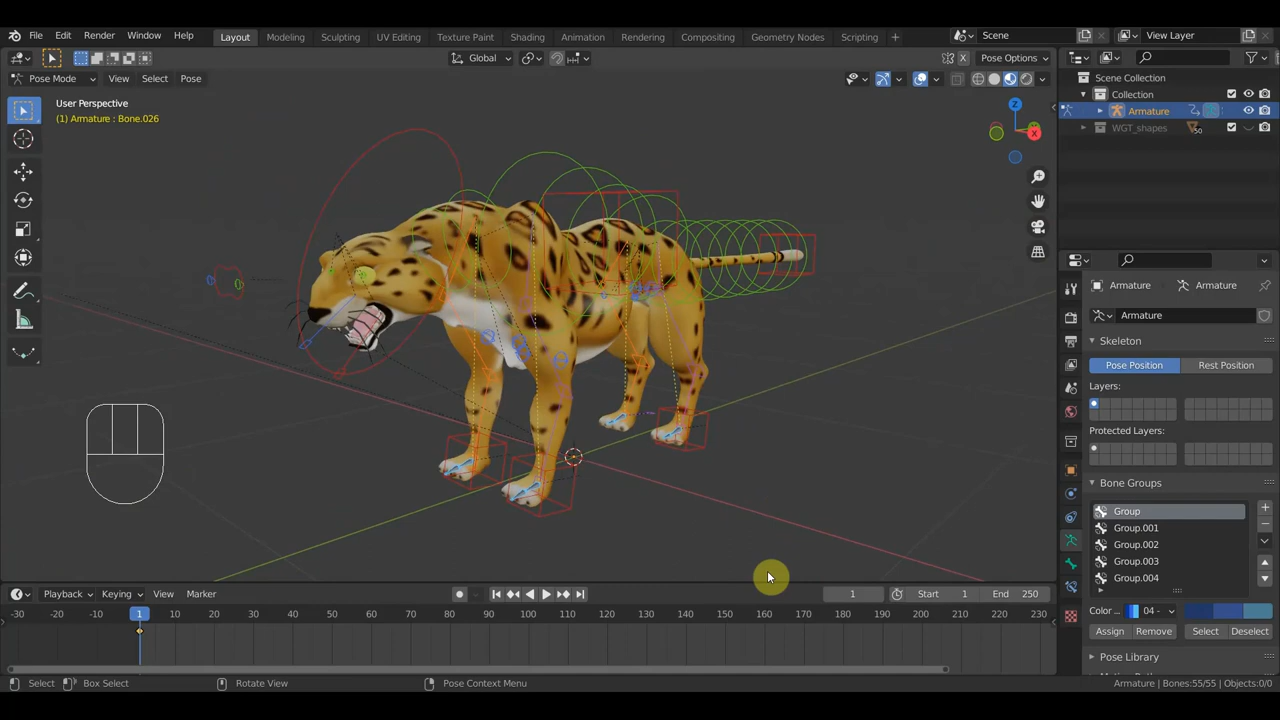 File Edit Render Window Help Layout Modeling Sculpting UV Editing Texture Paint Shading Animation Rendering Compositing Geometry Nodes Scripting + Scene View Layer
Global Pose Options
Pose Mode View Select Pose
Scene Collection
Collection
Armature
WGT_shapes 50
User Perspective
(1) Armature : Bone.026
Z
X
Armature Armature
Armature
Skeleton
Pose Position Rest Position
Layers:
Protected Layers:
Bone Groups
Group
Group.001
Group.002
Group.003
Group.004
Color ... 04 -
Assign Remove Select Deselect
Pose Library
Playback Keying View Marker 1 Start 1 End 250
-30 -20 -10 1 10 20 30 40 50 60 70 80 90 100 110 120 130 140 150 160 170 180 190 200 210 220 230
Select Box Select Rotate View Pose Context Menu Armature | Bones:55/55 | Objects:0/0